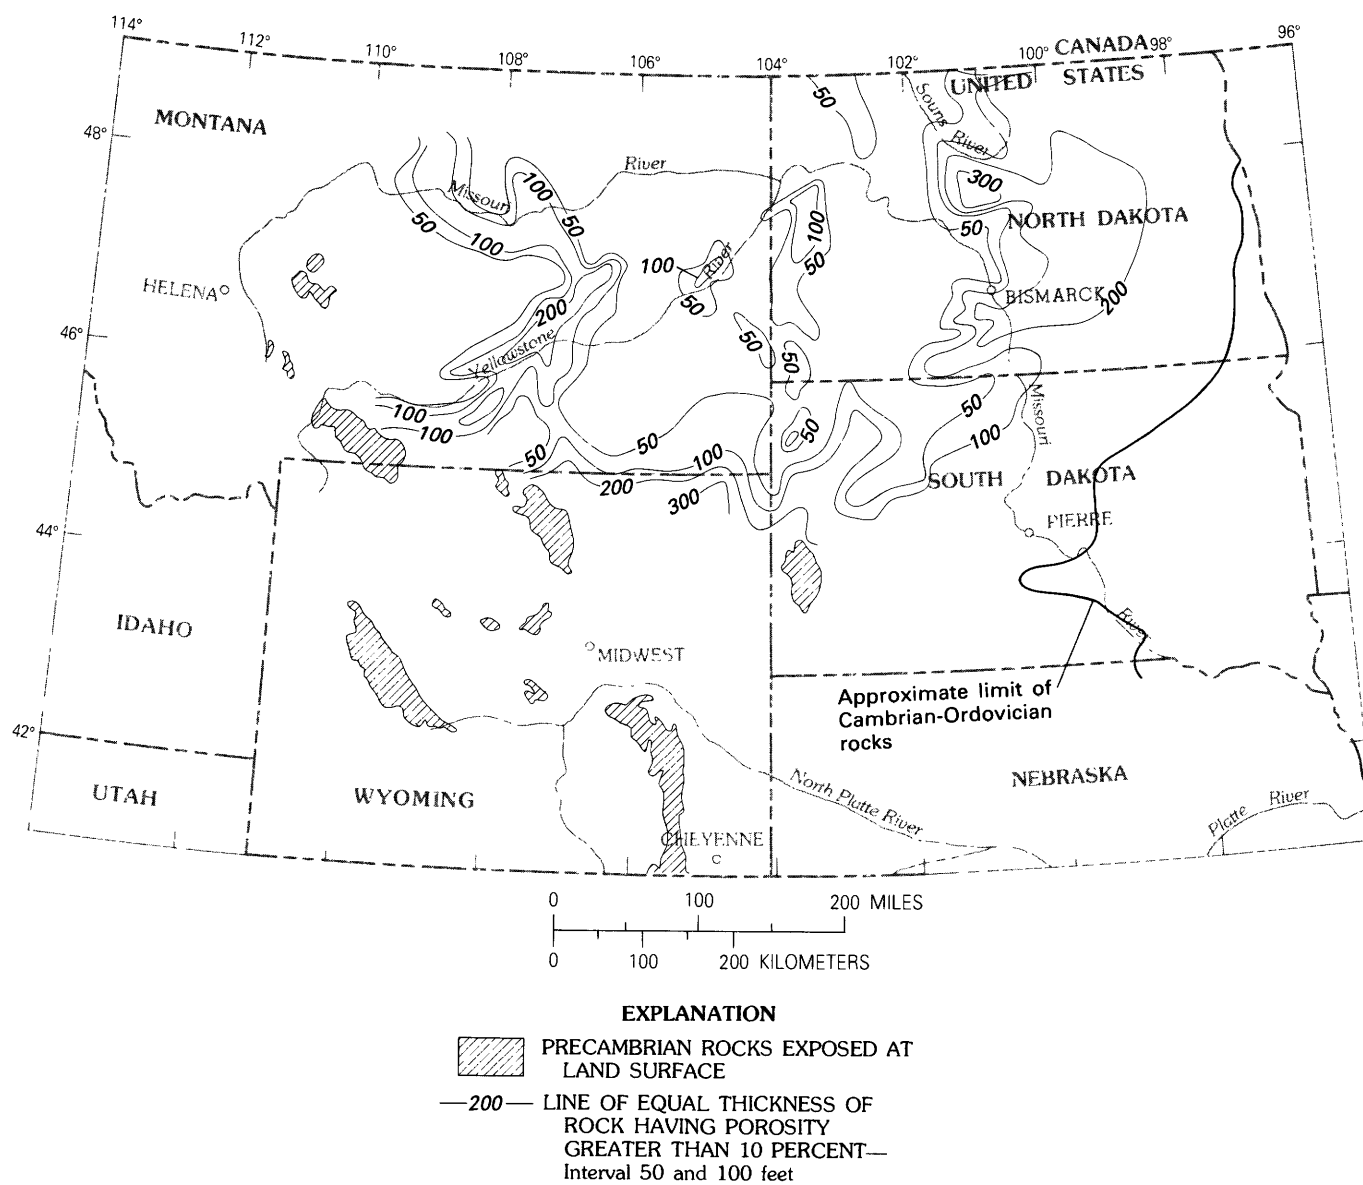 114°
112°
110°
108°
106°
104°
102°
100°
CANADA
98°
96°
UNITED STATES
50
Souris
River
MONTANA
48°
River
Missouri
100
50
50
100
300
NORTH DAKOTA
50
100
50
100
River
50
HELENA
BISMARCK
200
200
46°
50
50
Yellowstone
100
100
50
50
50
100
Missouri
50
100
200
300
50
SOUTH DAKOTA
PIERRE
44°
IDAHO
River
MIDWEST
Approximate limit of
Cambrian-Ordovician
rocks
42°
UTAH
WYOMING
North Platte River
NEBRASKA
Platte River
CHEYENNE
0 100 200 MILES
0 100 200 KILOMETERS
EXPLANATION
PRECAMBRIAN ROCKS EXPOSED AT
LAND SURFACE
—200— LINE OF EQUAL THICKNESS OF
ROCK HAVING POROSITY
GREATER THAN 10 PERCENT—
Interval 50 and 100 feet